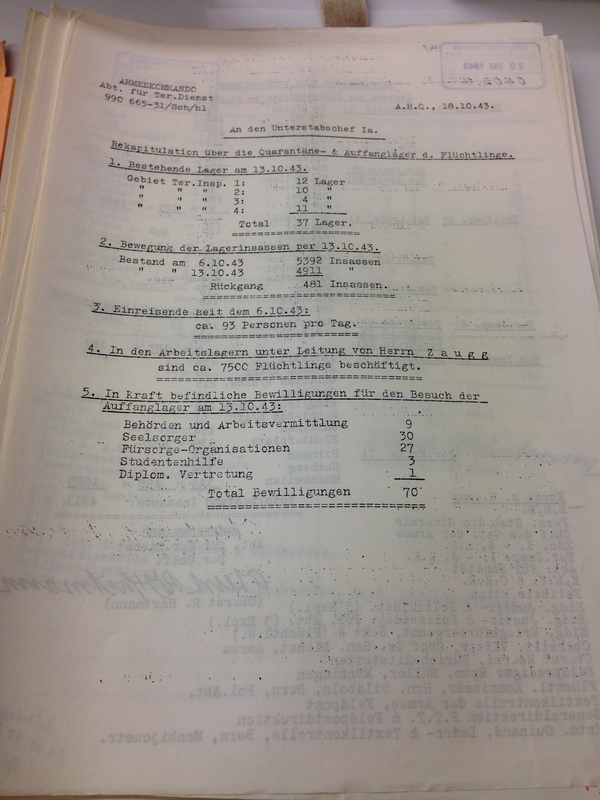 ARMEEKOMMANDO
Abt. für Ter.Dienst
990 665-31/Sch/hl
A.H.Q., 18.10.43.
An den Unterstabschef Ia.
Rekapitulation über die Quarantäne- & Auffanglager d. Flüchtlinge.
1. Bestehende Lager am 13.10.43.
Gebiet Ter.Insp. 1: 12 Lager
" " " 2: 10 "
" " " 3: 4 "
" " " 4: 11 "
Total 37 Lager.
2. Bewegung der Lagerinsassen per 13.10.43.
Bestand am 6.10.43 5392 Insassen
" " 13.10.43 4911 "
Rückgang 481 Insassen.
3. Einreisende seit dem 6.10.43:
ca. 93 Personen pro Tag.
4. In den Arbeitslagern unter Leitung von Herrn Z a u g g
sind ca. 7500 Flüchtlinge beschäftigt.
5. In Kraft befindliche Bewilligungen für den Besuch der
Auffanglager am 13.10.43:
Behörden und Arbeitsvermittlung 9
Seelsorger 30
Fürsorge-Organisationen 27
Studentenhilfe 3
Diplom. Vertretung 1
Total Bewilligungen 70